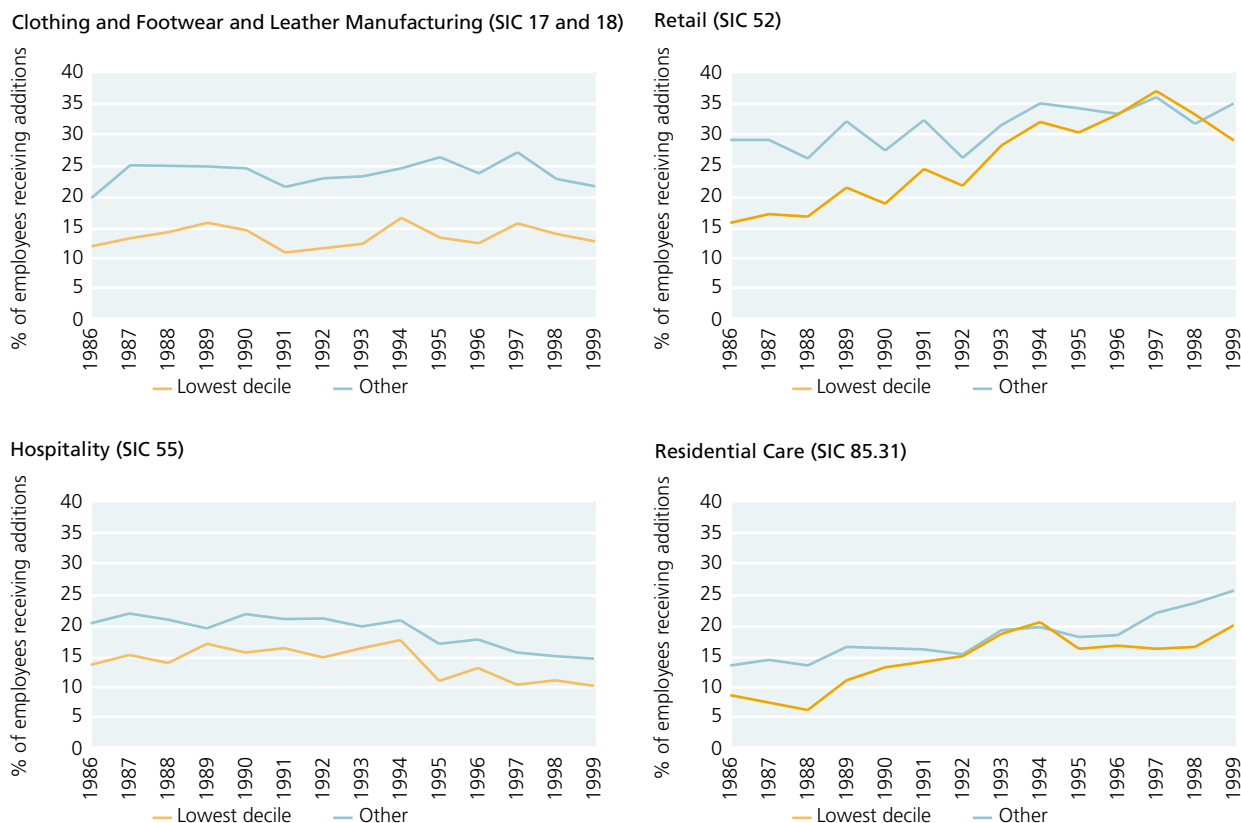 Clothing and Footwear and Leather Manufacturing (SIC 17 and 18)
% of employees receiving additions
40
35
30
25
20
15
10
5
0
1986 1987 1988 1989 1990 1991 1992 1993 1994 1995 1996 1997 1998 1999
Lowest decile Other
Retail (SIC 52)
% of employees receiving additions
40
35
30
25
20
15
10
5
0
1986 1987 1988 1989 1990 1991 1992 1993 1994 1995 1996 1997 1998 1999
Lowest decile Other
Hospitality (SIC 55)
% of employees receiving additions
40
35
30
25
20
15
10
5
0
1986 1987 1988 1989 1990 1991 1992 1993 1994 1995 1996 1997 1998 1999
Lowest decile Other
Residential Care (SIC 85.31)
% of employees receiving additions
40
35
30
25
20
15
10
5
0
1986 1987 1988 1989 1990 1991 1992 1993 1994 1995 1996 1997 1998 1999
Lowest decile Other